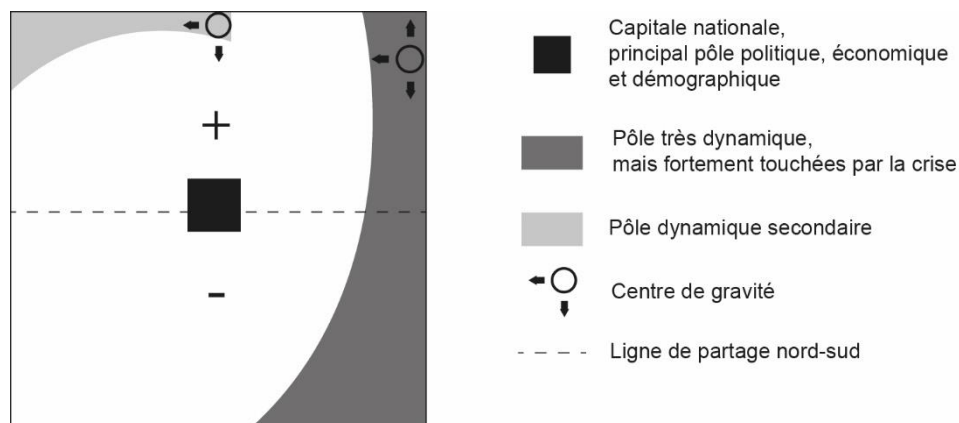 Capitale nationale,
principal pôle politique, économique
et démographique
Pôle très dynamique,
mais fortement touchées par la crise
Pôle dynamique secondaire
Centre de gravité
Ligne de partage nord-sud
+
-